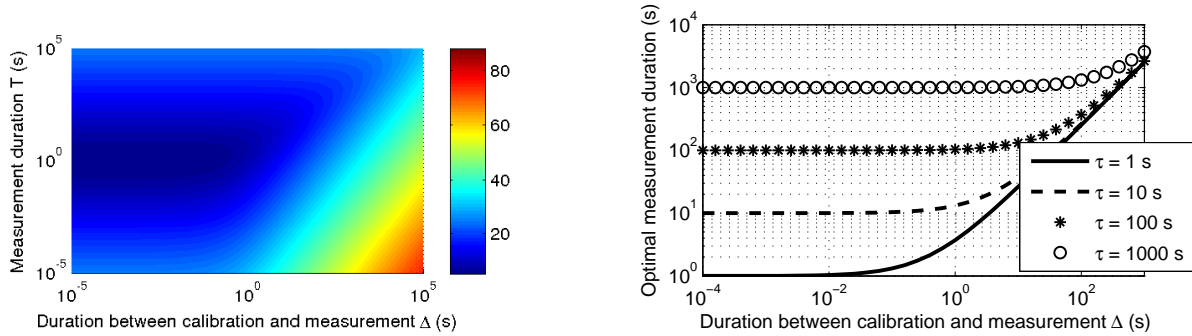 Measurement duration T (s)
10^5
10^0
10^-5
10^-5
10^0
10^5
Duration between calibration and measurement Δ (s)
80
60
40
20
Optimal measurement duration (s)
10^4
10^3
10^2
10^1
10^0
10^-4
10^-2
10^0
10^2
Duration between calibration and measurement Δ (s)
τ = 1 s
τ = 10 s
τ = 100 s
τ = 1000 s